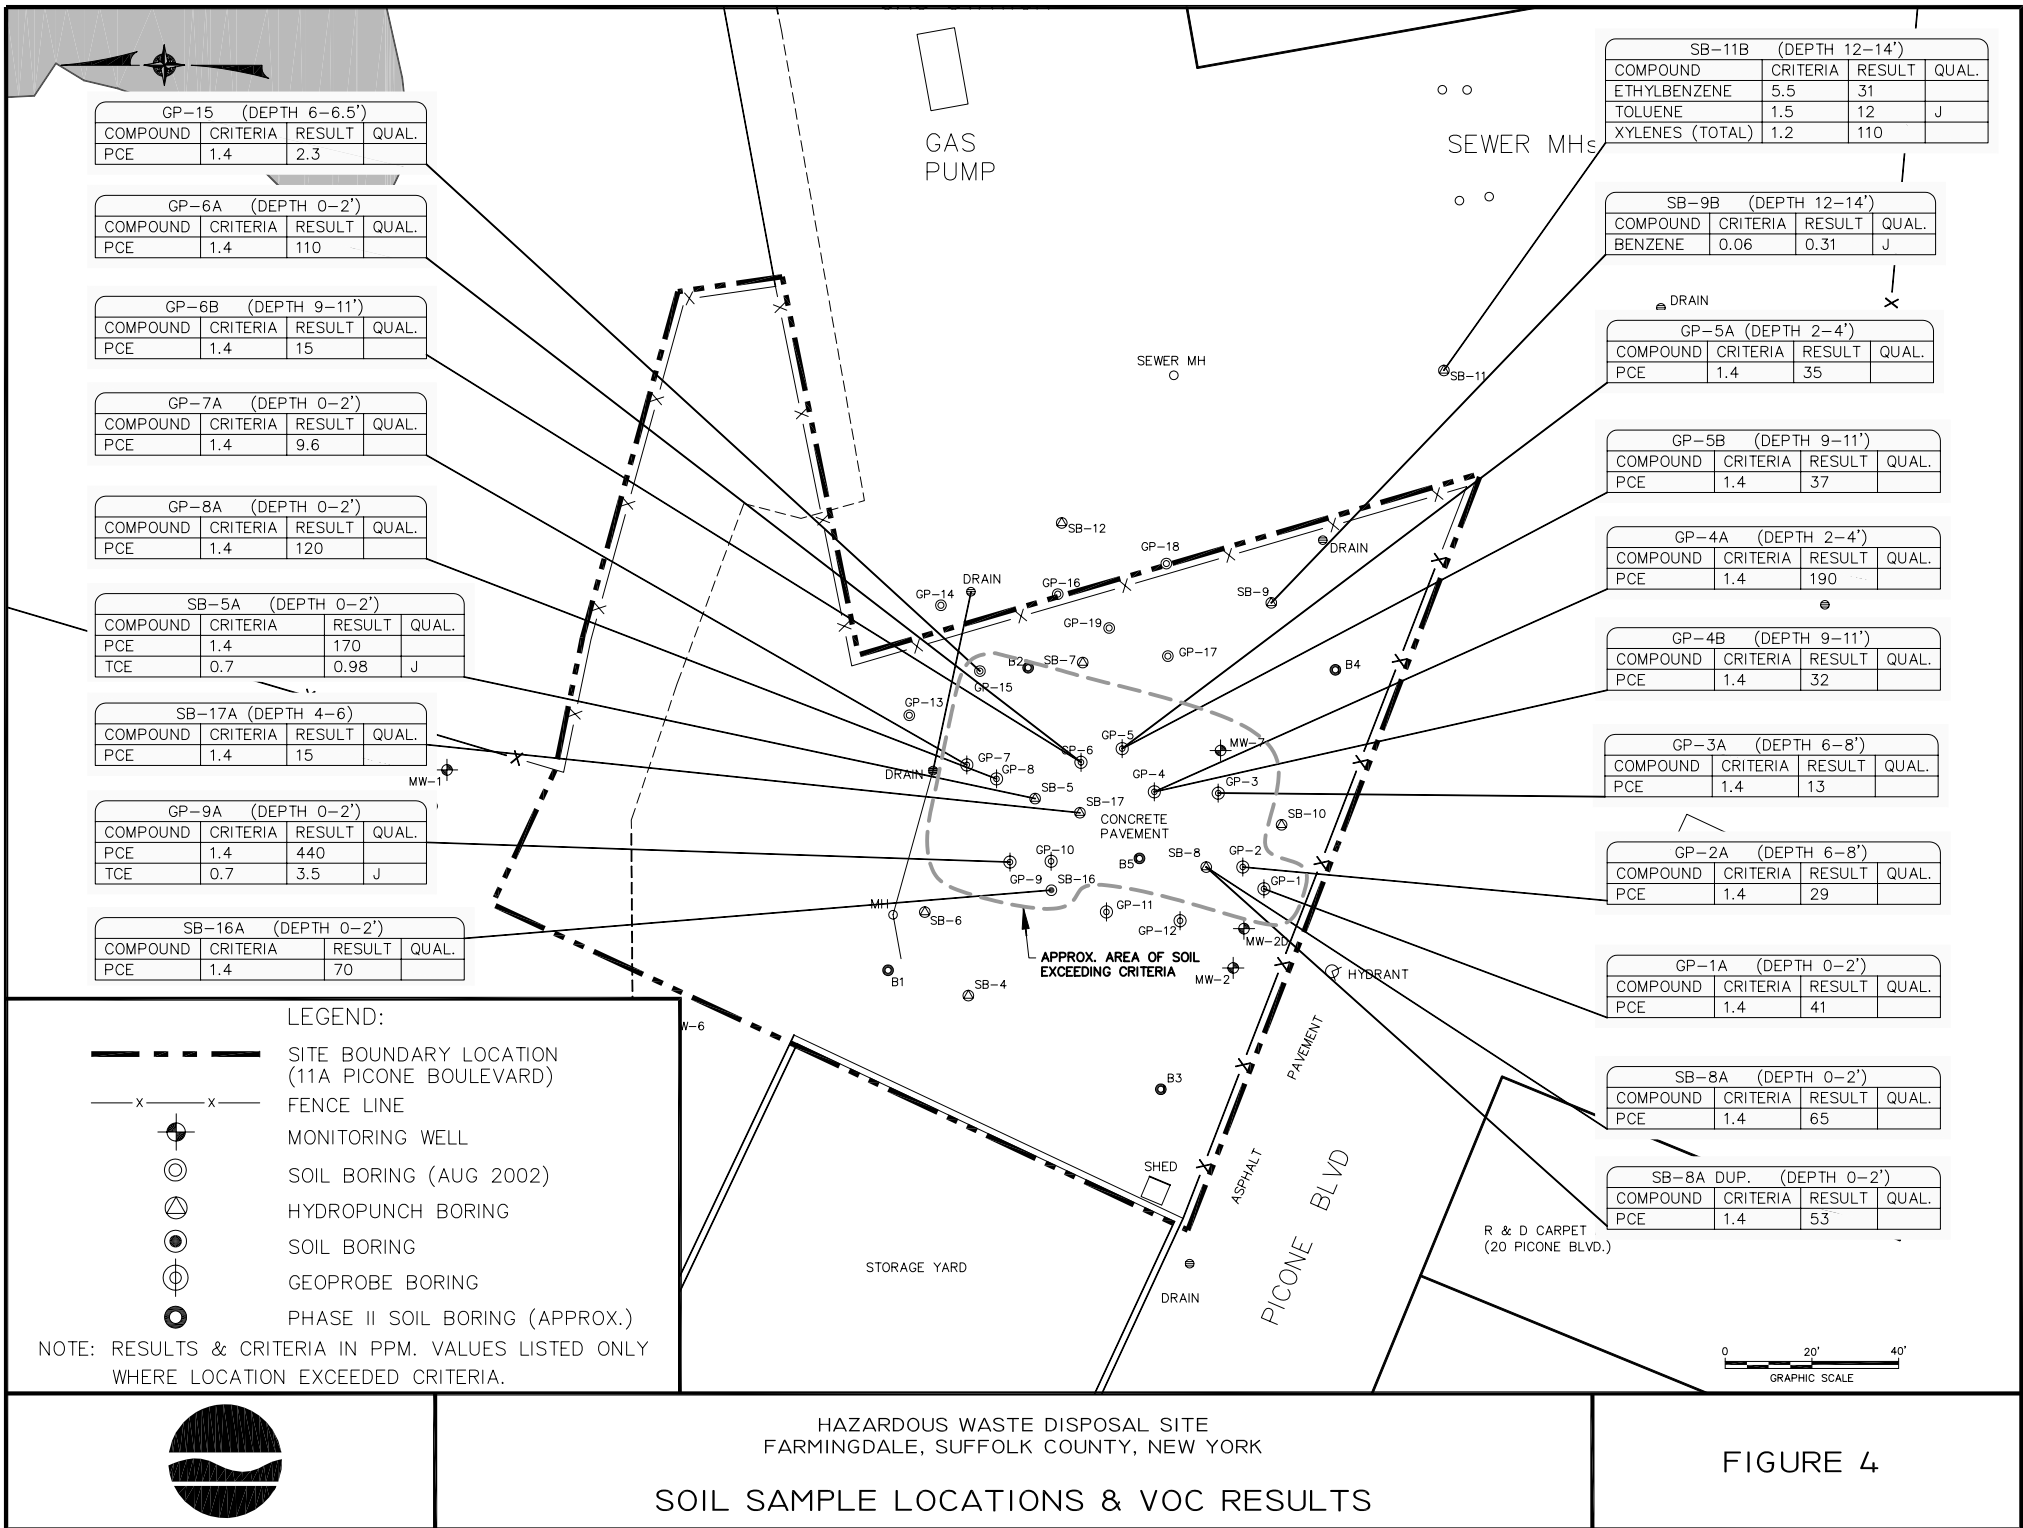 GP-15 (DEPTH 6-6.5')
COMPOUND CRITERIA RESULT QUAL.
PCE 1.4 2.3
GP-6A (DEPTH 0-2')
COMPOUND CRITERIA RESULT QUAL.
PCE 1.4 110
GP-6B (DEPTH 9-11')
COMPOUND CRITERIA RESULT QUAL.
PCE 1.4 15
GP-7A (DEPTH 0-2')
COMPOUND CRITERIA RESULT QUAL.
PCE 1.4 9.6
GP-8A (DEPTH 0-2')
COMPOUND CRITERIA RESULT QUAL.
PCE 1.4 120
SB-5A (DEPTH 0-2')
COMPOUND CRITERIA RESULT QUAL.
PCE 1.4 170
TCE 0.7 0.98 J
SB-17A (DEPTH 4-6)
COMPOUND CRITERIA RESULT QUAL.
PCE 1.4 15
GP-9A (DEPTH 0-2')
COMPOUND CRITERIA RESULT QUAL.
PCE 1.4 440
TCE 0.7 3.5 J
SB-16A (DEPTH 0-2')
COMPOUND CRITERIA RESULT QUAL.
PCE 1.4 70
GAS
PUMP
SEWER MHs
SEWER MH
SB-11
DRAIN
SB-12
GP-18
DRAIN
DRAIN
GP-16
GP-14
SB-9
GP-19
GP-17
B2
SB-7
B4
GP-15
GP-13
GP-5
MW-7
GP-6
GP-7
GP-8
DRAIN
MW-1
GP-4
GP-3
SB-5
SB-17
SB-10
CONCRETE
PAVEMENT
GP-10
B5
SB-8
GP-2
GP-9
SB-16
GP-1
MH
SB-6
GP-11
GP-12
MW-2D
APPROX. AREA OF SOIL
EXCEEDING CRITERIA
MW-2
HYDRANT
B1
SB-4
W-6
B3
SHED
ASPHALT
PAVEMENT
PICONE BLVD
STORAGE YARD
DRAIN
R & D CARPET
(20 PICONE BLVD.)
0 20' 40'
GRAPHIC SCALE
SB-11B (DEPTH 12-14')
COMPOUND CRITERIA RESULT QUAL.
ETHYLBENZENE 5.5 31
TOLUENE 1.5 12 J
XYLENES (TOTAL) 1.2 110
SB-9B (DEPTH 12-14')
COMPOUND CRITERIA RESULT QUAL.
BENZENE 0.06 0.31 J
GP-5A (DEPTH 2-4')
COMPOUND CRITERIA RESULT QUAL.
PCE 1.4 35
GP-5B (DEPTH 9-11')
COMPOUND CRITERIA RESULT QUAL.
PCE 1.4 37
GP-4A (DEPTH 2-4')
COMPOUND CRITERIA RESULT QUAL.
PCE 1.4 190
GP-4B (DEPTH 9-11')
COMPOUND CRITERIA RESULT QUAL.
PCE 1.4 32
GP-3A (DEPTH 6-8')
COMPOUND CRITERIA RESULT QUAL.
PCE 1.4 13
GP-2A (DEPTH 6-8')
COMPOUND CRITERIA RESULT QUAL.
PCE 1.4 29
GP-1A (DEPTH 0-2')
COMPOUND CRITERIA RESULT QUAL.
PCE 1.4 41
SB-8A (DEPTH 0-2')
COMPOUND CRITERIA RESULT QUAL.
PCE 1.4 65
SB-8A DUP. (DEPTH 0-2')
COMPOUND CRITERIA RESULT QUAL.
PCE 1.4 53
LEGEND:
SITE BOUNDARY LOCATION
(11A PICONE BOULEVARD)
FENCE LINE
MONITORING WELL
SOIL BORING (AUG 2002)
HYDROPUNCH BORING
SOIL BORING
GEOPROBE BORING
PHASE II SOIL BORING (APPROX.)
NOTE: RESULTS & CRITERIA IN PPM. VALUES LISTED ONLY
WHERE LOCATION EXCEEDED CRITERIA.
HAZARDOUS WASTE DISPOSAL SITE
FARMINGDALE, SUFFOLK COUNTY, NEW YORK
SOIL SAMPLE LOCATIONS & VOC RESULTS
FIGURE 4